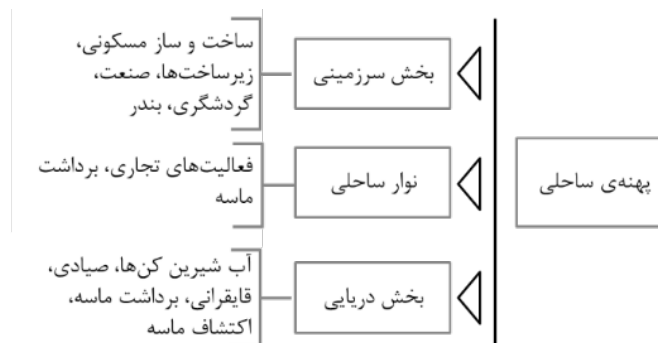 پهنه‌ی ساحلی
بخش سرزمینی
ساخت و ساز مسکونی،
زیرساخت‌ها، صنعت،
گردشگری، بندر
نوار ساحلی
فعالیت‌های تجاری، برداشت
ماسه
بخش دریایی
آب شیرین کن‌ها، صیادی،
قایقرانی، برداشت ماسه،
اکتشاف ماسه